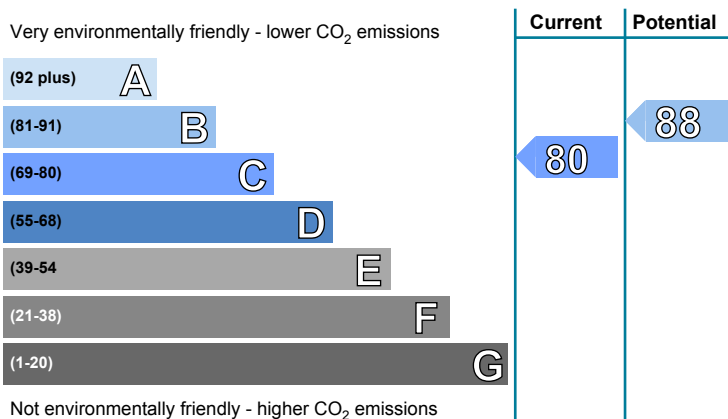 Very environmentally friendly - lower CO2 emissions
Current
Potential
(92 plus) A
(81-91) B
(69-80) C
(55-68) D
(39-54 E
(21-38) F
(1-20) G
80
88
Not environmentally friendly - higher CO2 emissions